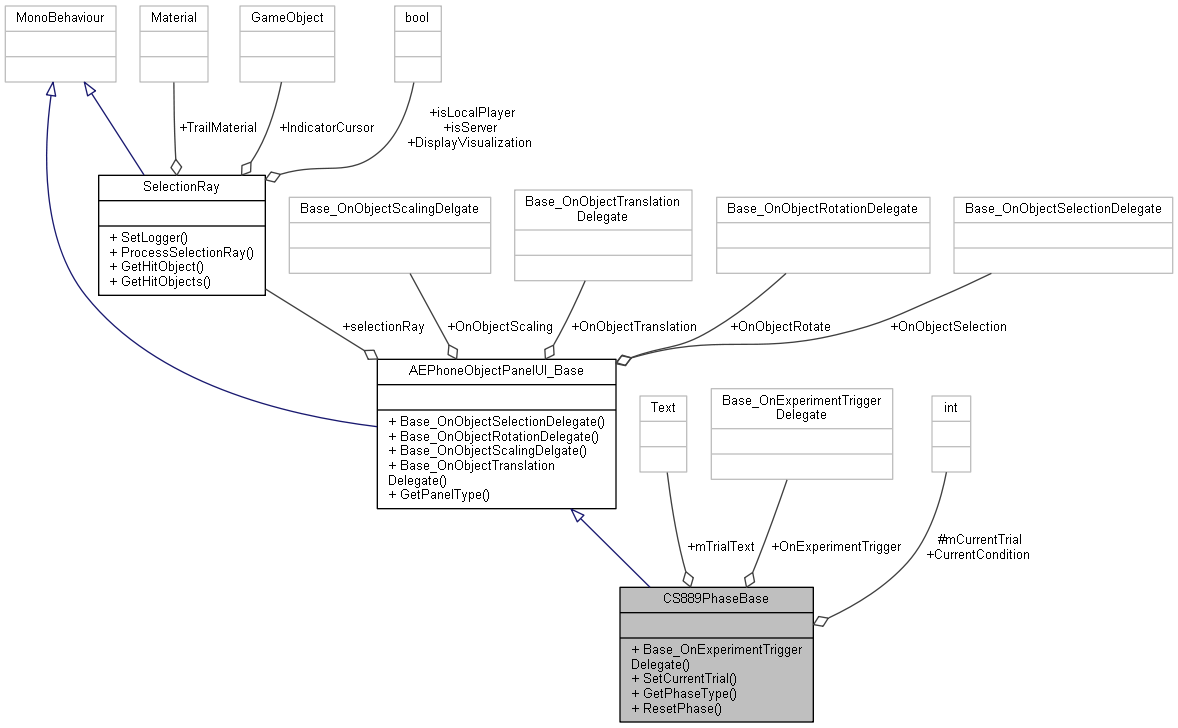 MonoBehaviour
Material
GameObject
bool
+TrailMaterial
+IndicatorCursor
+isLocalPlayer
+isServer
+DisplayVisualization
SelectionRay
+ SetLogger()
+ ProcessSelectionRay()
+ GetHitObject()
+ GetHitObjects()
Base_OnObjectScalingDelgate
Base_OnObjectTranslation
Delegate
Base_OnObjectRotationDelegate
Base_OnObjectSelectionDelegate
+selectionRay
+OnObjectScaling
+OnObjectTranslation
+OnObjectRotate
+OnObjectSelection
AEPhoneObjectPanelUI_Base
+ Base_OnObjectSelectionDelegate()
+ Base_OnObjectRotationDelegate()
+ Base_OnObjectScalingDelgate()
+ Base_OnObjectTranslation
Delegate()
+ GetPanelType()
Text
Base_OnExperimentTrigger
Delegate
int
+mTrialText
+OnExperimentTrigger
#mCurrentTrial
+CurrentCondition
CS889PhaseBase
+ Base_OnExperimentTrigger
Delegate()
+ SetCurrentTrial()
+ GetPhaseType()
+ ResetPhase()